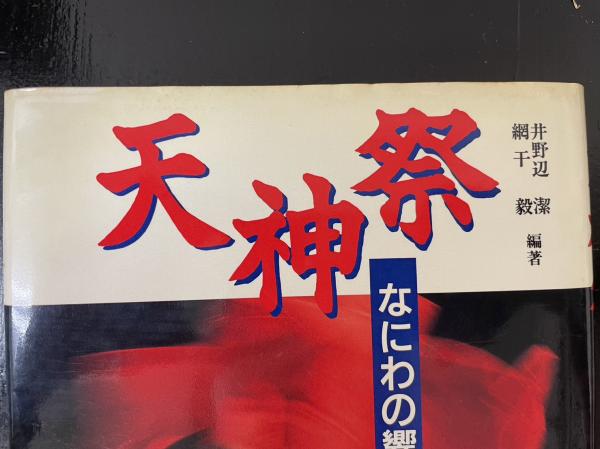 天神祭
なにわの響
井野辺 潔
網干 毅 編著